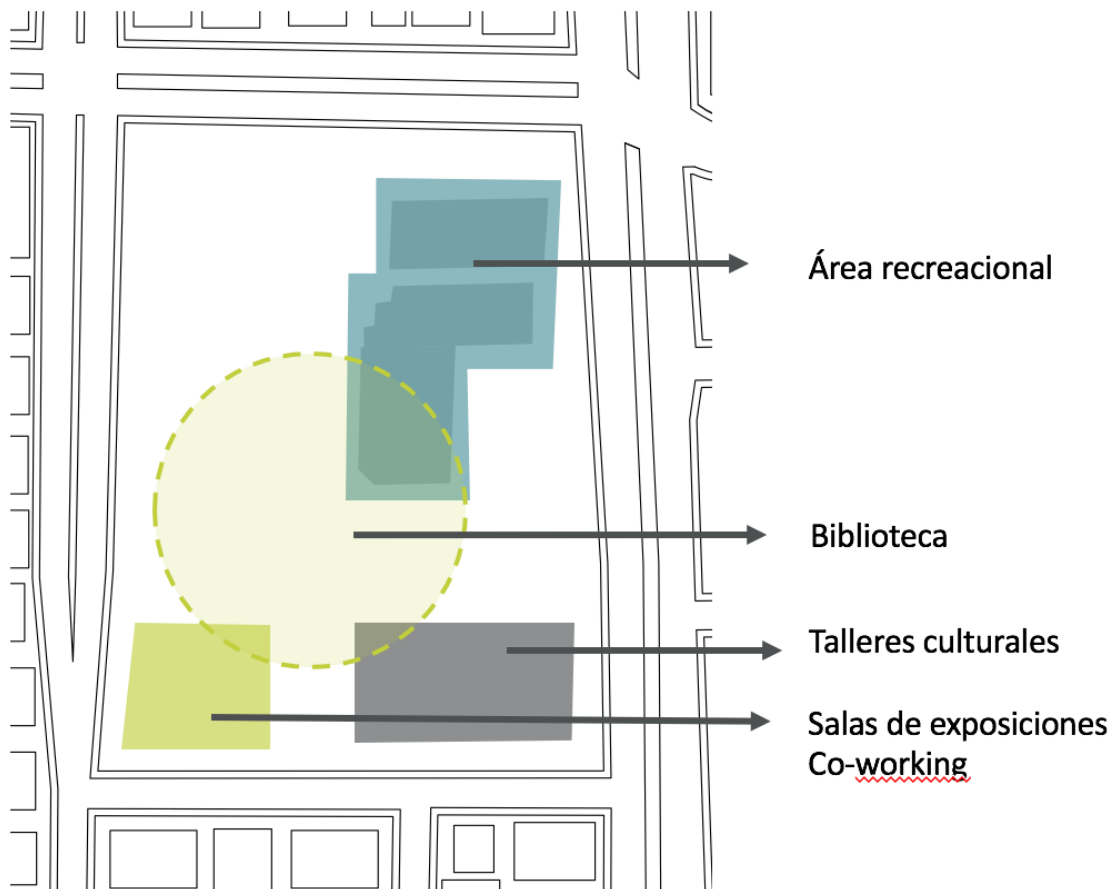 Área recreacional
Biblioteca
Talleres culturales
Salas de exposiciones
Co-working